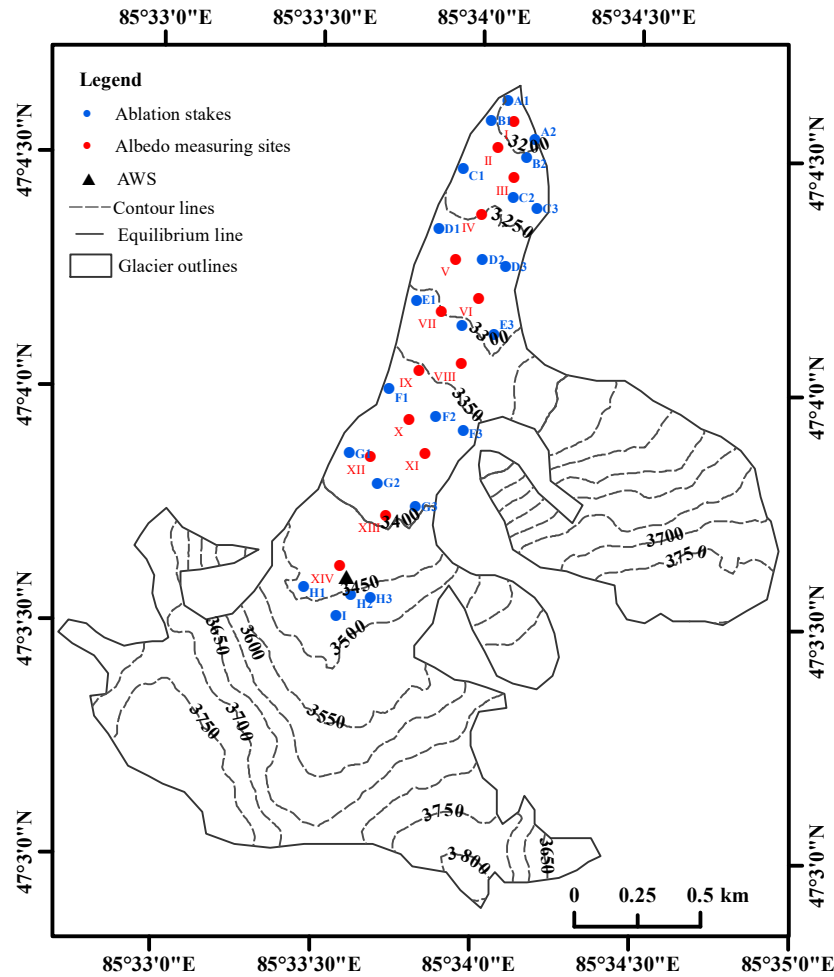 85°33'0"E 85°33'30"E 85°34'0"E 85°34'30"E
Legend
Ablation stakes
Albedo measuring sites
AWS
Contour lines
Equilibrium line
Glacier outlines
47°4'30"N
47°4'30"N
A1
B1
I
A2
3200
II
B2
C1
III
C2
C3
IV
3250
D1
D2
D3
V
E1
VI
VII
E3
3300
47°4'0"N
47°4'0"N
IX
VIII
F1
3350
F2
F3
X
G1
XI
XII
G2
G3
3400
XIII
3700
3750
XIV
3450
H1
H2
H3
I
47°3'30"N
47°3'30"N
3650
3600
3500
3750
3700
3550
3750
3800
3650
47°3'0"N
47°3'0"N
0 0.25 0.5 km
85°33'0"E 85°33'30"E 85°34'0"E 85°34'30"E